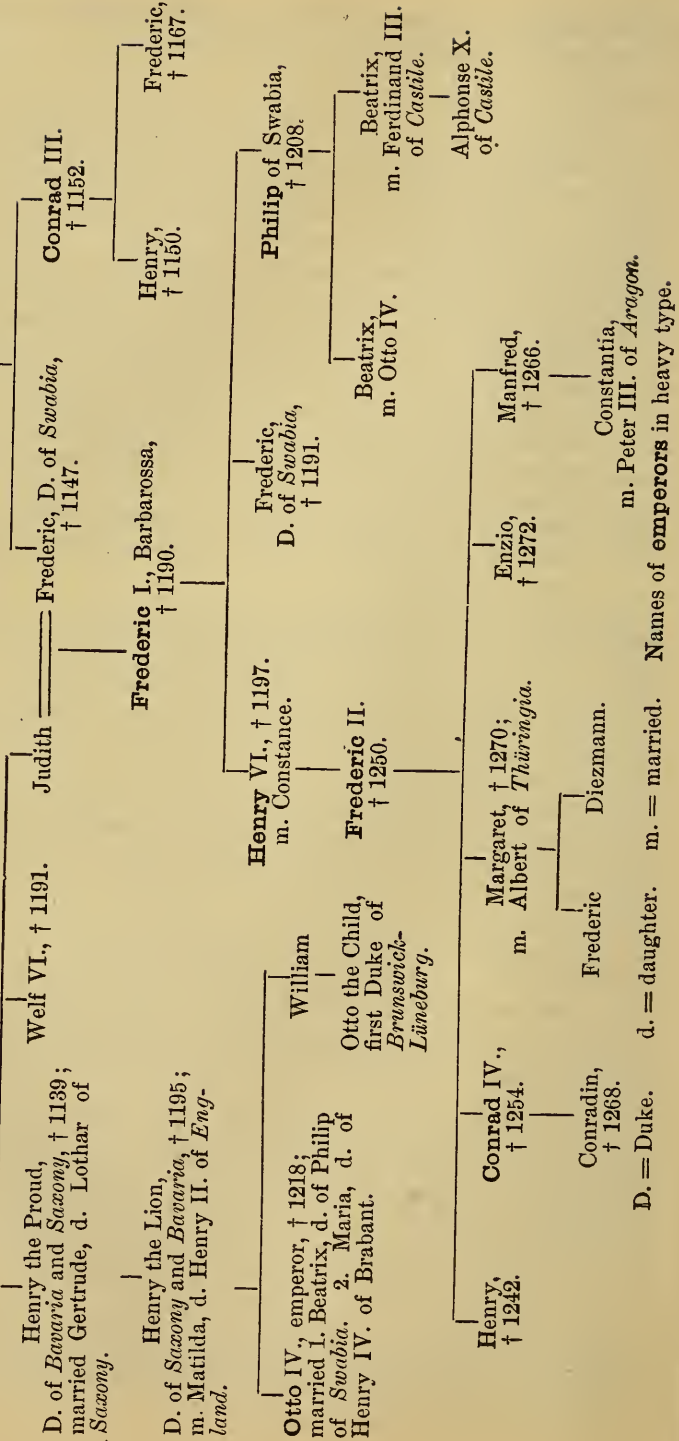 Henry the Proud,
D. of Bavaria and Saxony, † 1139;
married Gertrude, d. Lothar of
Saxony.
Welf VI., † 1191.
Judith
Frederic, D. of Swabia,
† 1147.
Conrad III.
† 1152.
Henry the Lion,
D. of Saxony and Bavaria, † 1195;
m. Matilda, d. Henry II. of Eng-
land.
Frederic I., Barbarossa,
† 1190.
Henry,
† 1150.
Frederic,
† 1167.
Otto IV., emperor, † 1218;
married 1. Beatrix, d. of Philip
of Swabia. 2. Maria, d. of
Henry IV. of Brabant.
William
Otto the Child,
first Duke of
Brunswick-
Lüneburg.
Henry VI., † 1197.
m. Constance.
Frederic,
D. of Swabia,
† 1191.
Philip of Swabia,
† 1208.
Frederic II.
† 1250.
Beatrix,
m. Otto IV.
Beatrix,
m. Ferdinand III.
of Castile.
Alphonse X.
of Castile.
Henry,
† 1242.
Conrad IV.,
† 1254.
Margaret, † 1270;
m. Albert of Thüringia.
Enzio,
† 1272.
Manfred,
† 1266.
Conradin,
† 1268.
Frederic
Diezmann.
Constantia,
m. Peter III. of Aragon.
D. = Duke. d. = daughter. m. = married. Names of emperors in heavy type.